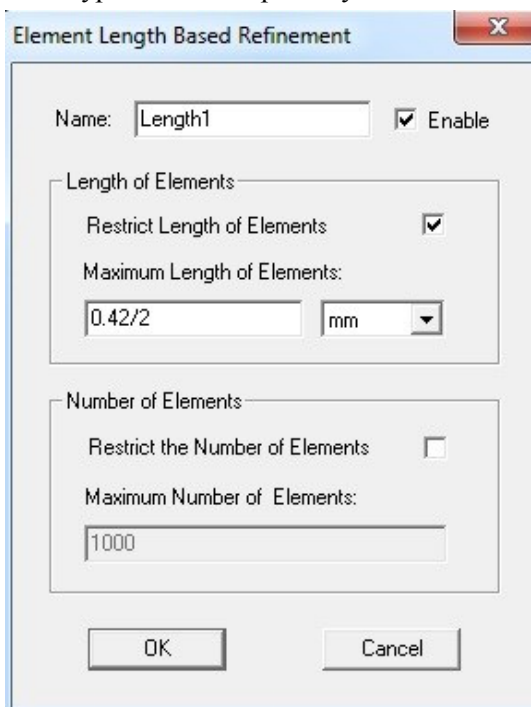 Element Length Based Refinement
Name: Length1 Enable
Length of Elements
Restrict Length of Elements
Maximum Length of Elements:
0.42/2 mm
Number of Elements
Restrict the Number of Elements
Maximum Number of Elements:
1000
OK Cancel